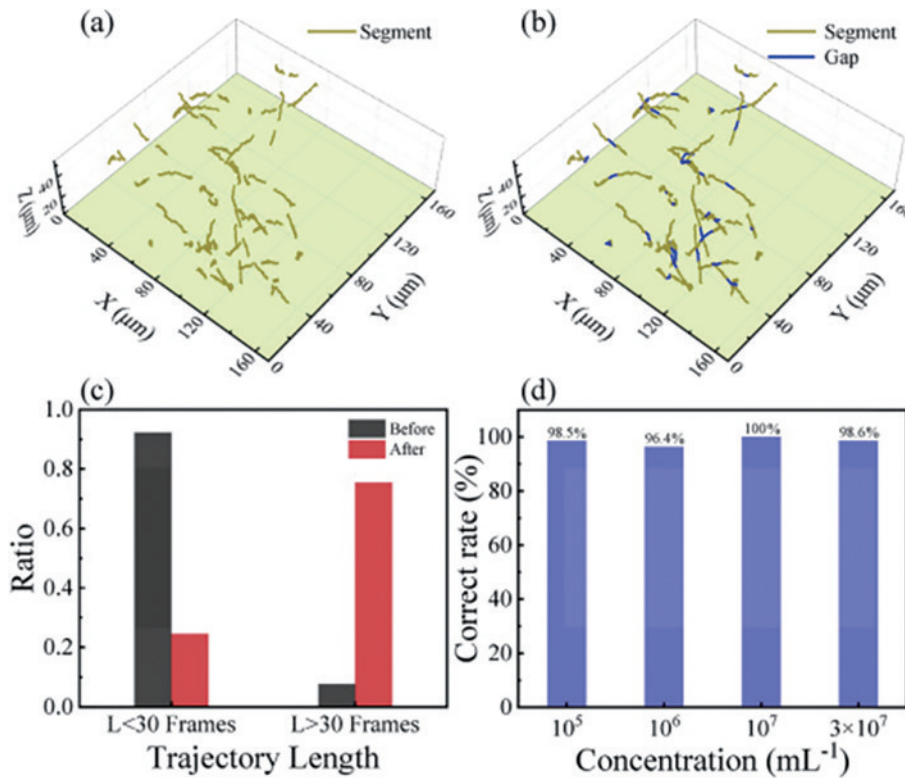 (a)
Segment
Z (μm)
40
20
0
40
80
120
160
X (μm)
0
40
80
120
160
Y (μm)
(b)
Segment
Gap
Z (μm)
40
20
0
40
80
120
160
X (μm)
0
40
80
120
160
Y (μm)
(c)
Before
After
1.0
0.8
0.6
0.4
0.2
0.0
Ratio
L<30 Frames
L>30 Frames
Trajectory Length
(d)
98.5%
96.4%
100%
98.6%
100
80
60
40
20
0
Correct rate (%)
10⁵
10⁶
10⁷
3×10⁷
Concentration (mL⁻¹)